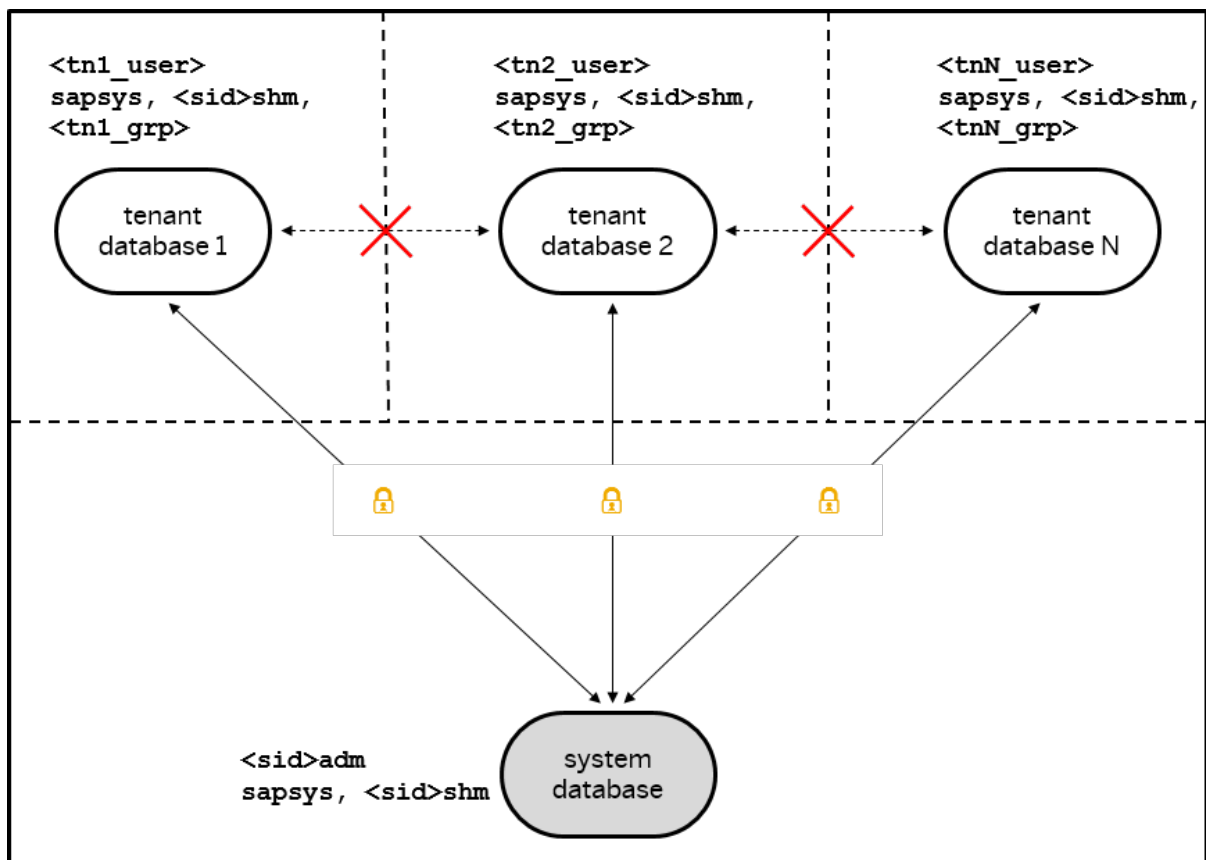 <tn1_user>
sapsys, <sid>shm,
<tn1_grp>
<tn2_user>
sapsys, <sid>shm,
<tn2_grp>
<tnN_user>
sapsys, <sid>shm,
<tnN_grp>
tenant
database 1
tenant
database 2
tenant
database N
<sid>adm
sapsys, <sid>shm
system
database